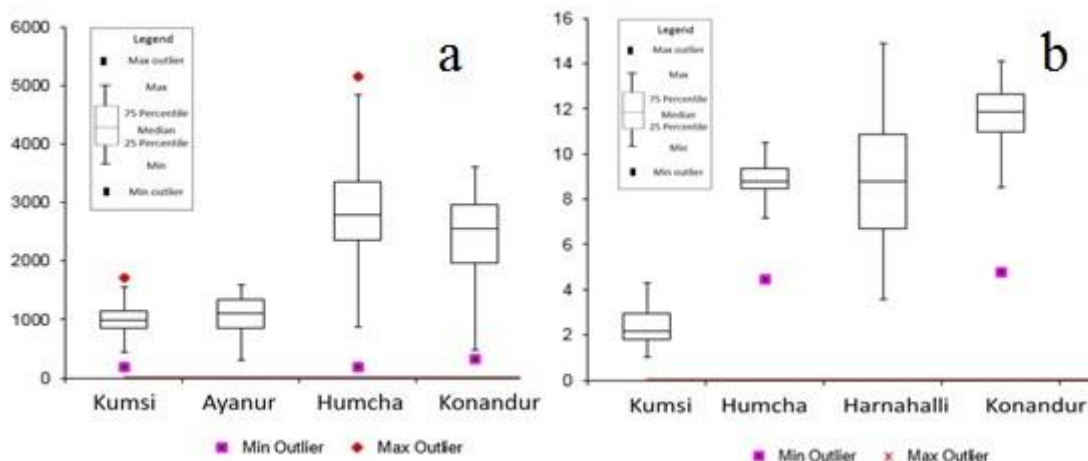 a
6000
5000
4000
3000
2000
1000
0
Legend
Max outlier
Max
75 Percentile
Median
25 Percentile
Min
Min outlier
Kumsi Ayanur Humcha Konandur
Min Outlier Max Outlier
b
16
14
12
10
8
6
4
2
0
Legend
Max outlier
Max
75 Percentile
Median
25 Percentile
Min
Min outlier
Kumsi Humcha Harnahalli Konandur
Min Outlier Max Outlier